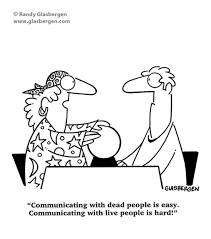 © Randy Glasbergen
www.glasbergen.com
GLASBERGEN
"Communicating with dead people is easy.
Communicating with live people is hard!"